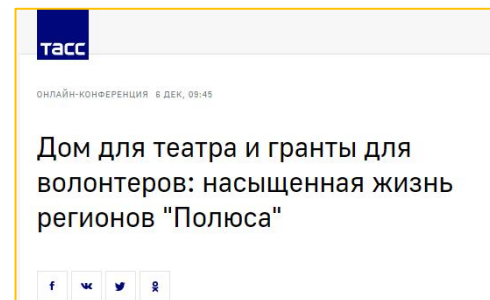 тасс
ОНЛАЙН-КОНФЕРЕНЦИЯ 6 ДЕК, 09:45
Дом для театра и гранты для
волонтеров: насыщенная жизнь
регионов "Полюса"